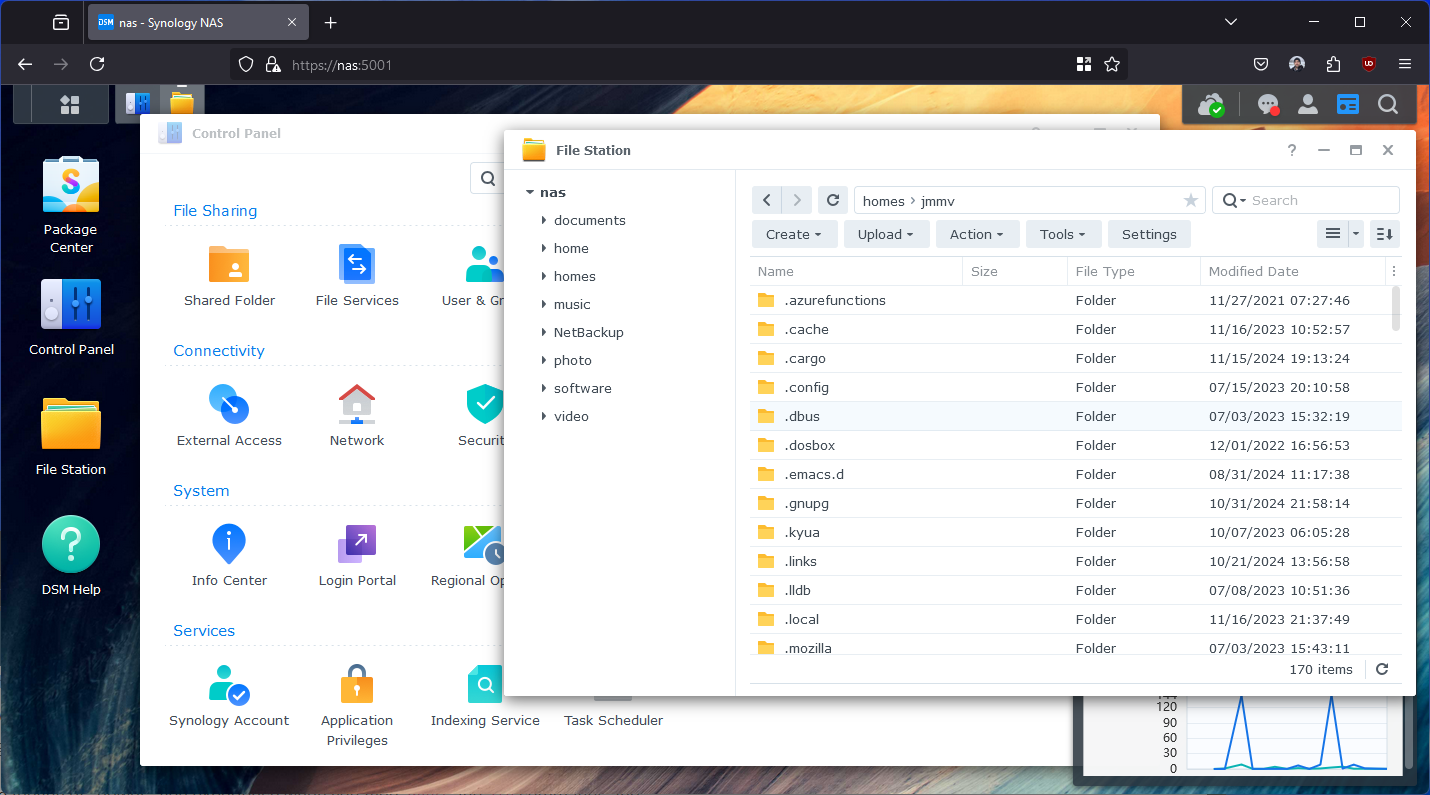 DSM nas - Synology NAS
https://nas:5001
Package
Center
Control Panel
File Station
DSM Help
Control Panel
File Sharing
Shared Folder
File Services
User & Gr
Connectivity
External Access
Network
Securit
System
Info Center
Login Portal
Regional Op
Services
Synology Account
Application
Privileges
Indexing Service
Task Scheduler
File Station
nas
documents
home
homes
music
NetBackup
photo
software
video
homes › jmmv
Search
Create
Upload
Action
Tools
Settings
Name Size File Type Modified Date
.azurefunctions Folder 11/27/2021 07:27:46
.cache Folder 11/16/2023 10:52:57
.cargo Folder 11/15/2024 19:13:24
.config Folder 07/15/2023 20:10:58
.dbus Folder 07/03/2023 15:32:19
.dosbox Folder 12/01/2022 16:56:53
.emacs.d Folder 08/31/2024 11:17:38
.gnupg Folder 10/31/2024 21:58:14
.kyua Folder 10/07/2023 06:05:28
.links Folder 10/21/2024 13:56:58
.lldb Folder 07/08/2023 10:51:36
.local Folder 11/16/2023 21:37:49
.mozilla Folder 07/03/2023 15:43:11
170 items
144
120
90
60
30
0